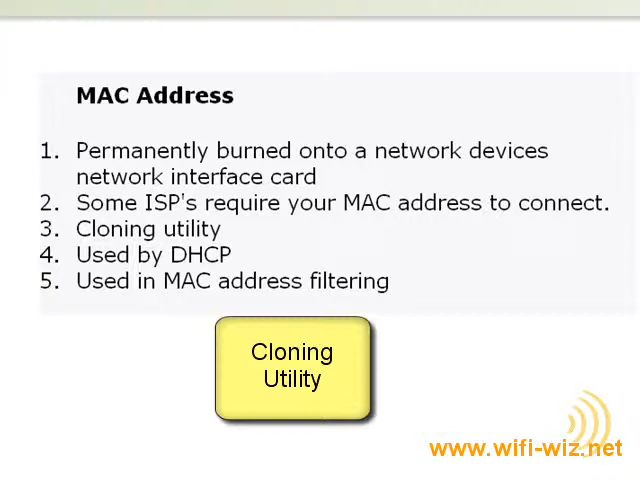 MAC Address
1. Permanently burned onto a network devices
network interface card
2. Some ISP's require your MAC address to connect.
3. Cloning utility
4. Used by DHCP
5. Used in MAC address filtering
Cloning
Utility
www.wifi-wiz.net